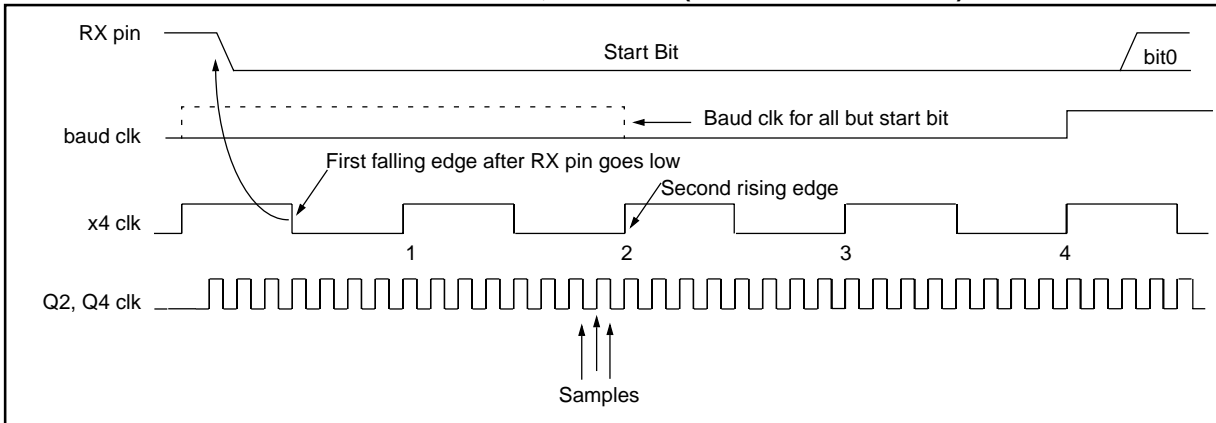 RX pin
Start Bit
bit0
baud clk
Baud clk for all but start bit
First falling edge after RX pin goes low
Second rising edge
x4 clk
1 2 3 4
Q2, Q4 clk
Samples